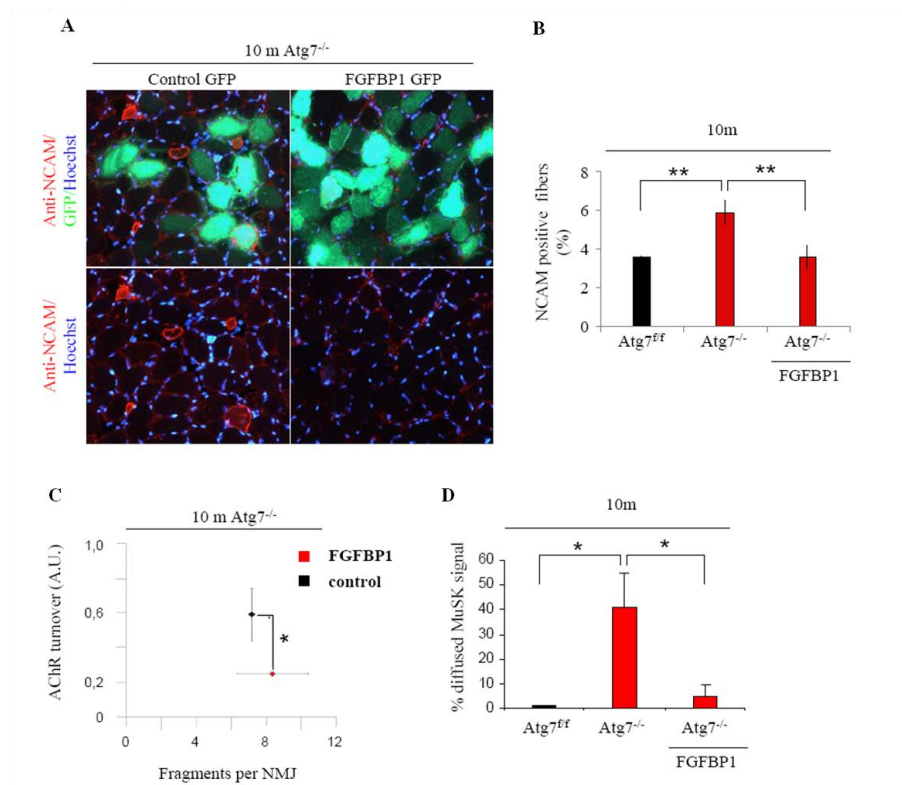 A
10 m Atg7-/-
Control GFP
FGFBP1 GFP
Anti-NCAM/
GFP/Hoechst
Anti-NCAM/
Hoechst
B
10m
NCAM positive fibers
(%)
8
6
4
2
0
**
**
Atg7f/f
Atg7-/-
Atg7-/-
FGFBP1
C
10 m Atg7-/-
AChR turnover (A.U.)
1,0
0,6
0,2
0
FGFBP1
control
*
0
4
8
12
Fragments per NMJ
D
10m
% diffused MuSK signal
60
50
40
30
20
10
0
*
*
Atg7f/f
Atg7-/-
Atg7-/-
FGFBP1